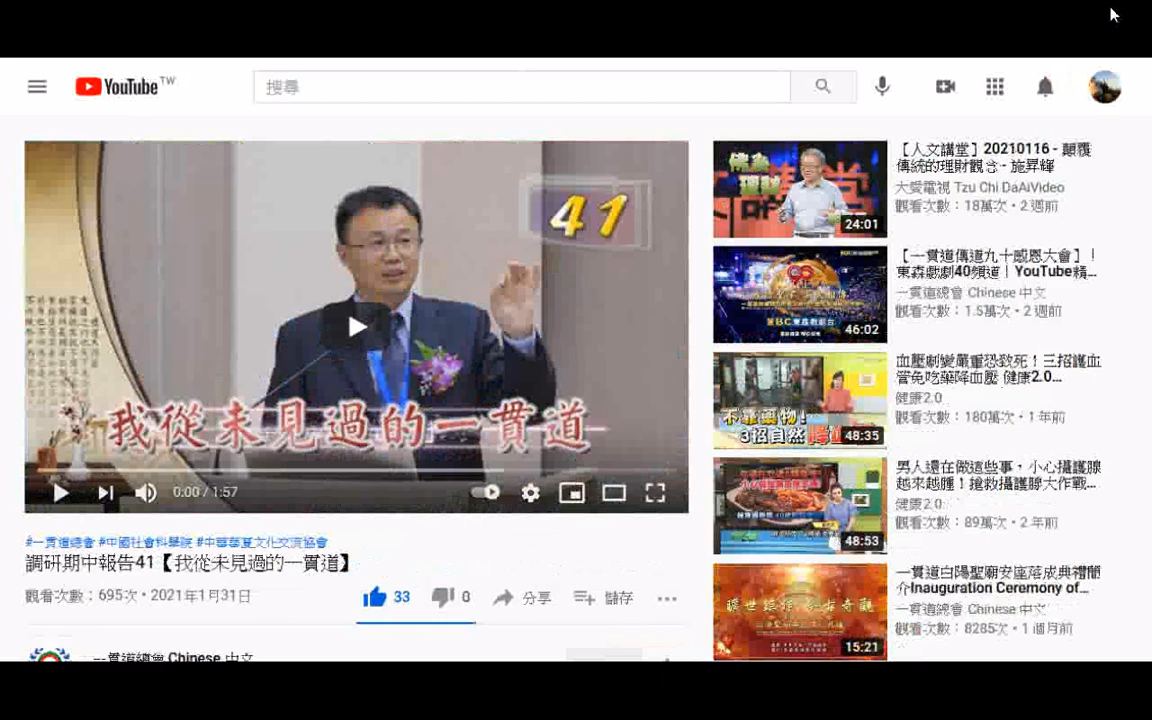 YouTube TW
搜尋
41
我從未見過的一貫道
0:00 / 1:57
#一貫道總會 #中國社會科學院 #中華華夏文化交流協會
調研期中報告41【我從未見過的一貫道】
觀看次數：695次・2021年1月31日
33
0
分享
儲存
一貫道總會 Chinese 中文
24:01
【人文講堂】20210116 - 顛覆
傳統的理財觀念 - 施昇輝
大愛電視 Tzu Chi DaAiVideo
觀看次數：18萬次・2 週前
46:02
【一貫道傳道九十感恩大會】｜
東森戲劇40頻道｜YouTube精...
一貫道總會 Chinese 中文
觀看次數：1.5萬次・2 週前
不靠藥物！
3招自然降
48:35
血壓劇變嚴重恐致死！三招護血
管免吃藥降血壓 健康2.0...
健康2.0
觀看次數：180萬次・1 年前
48:53
男人還在做這些事，小心攝護腺
越來越腫！搶救攝護腺大作戰...
健康2.0
觀看次數：89萬次・2 年前
15:21
一貫道白陽聖廟安座落成典禮簡
介Inauguration Ceremony of...
一貫道總會 Chinese 中文
觀看次數：8285次・1 個月前